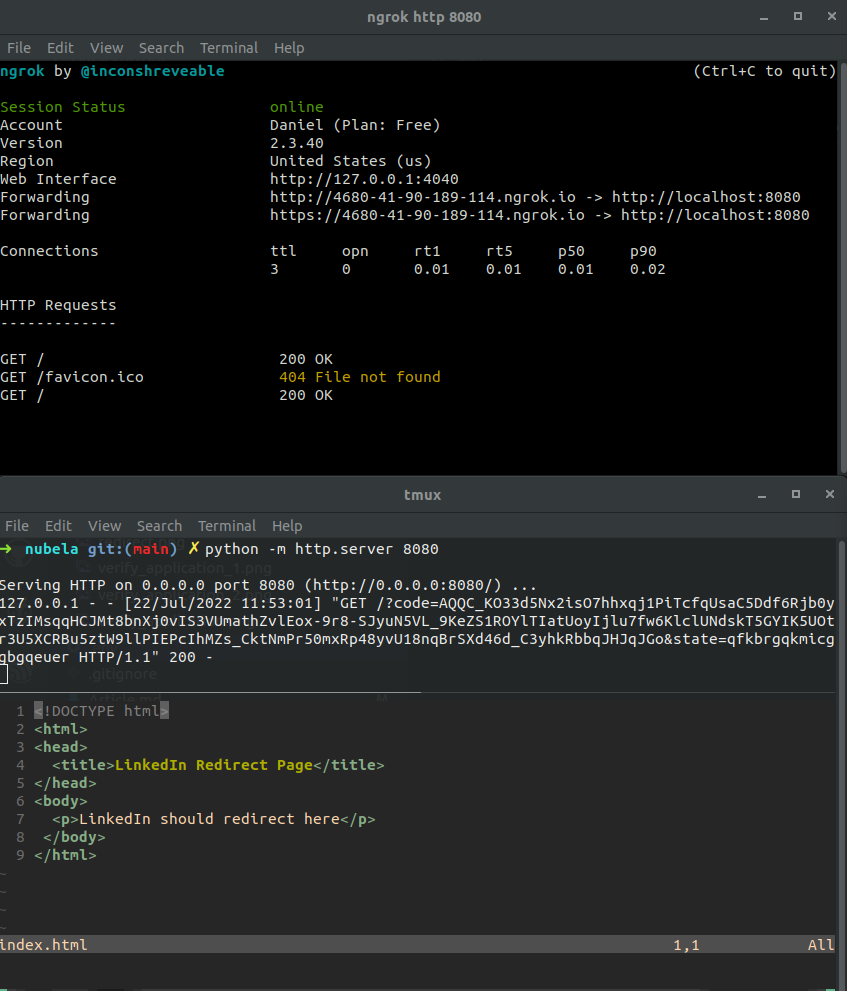 ngrok http 8080
File Edit View Search Terminal Help
ngrok by @inconshreveable (Ctrl+C to quit)
Session Status online
Account Daniel (Plan: Free)
Version 2.3.40
Region United States (us)
Web Interface http://127.0.0.1:4040
Forwarding http://4680-41-90-189-114.ngrok.io -> http://localhost:8080
Forwarding https://4680-41-90-189-114.ngrok.io -> http://localhost:8080
Connections ttl opn rt1 rt5 p50 p90
3 0 0.01 0.01 0.01 0.02
HTTP Requests
-------------
GET / 200 OK
GET /favicon.ico 404 File not found
GET / 200 OK
tmux
File Edit View Search Terminal Help
➜ nubela git:(main) ✗ python -m http.server 8080
verify_application_1.png
Serving HTTP on 0.0.0.0 port 8080 (http://0.0.0.0:8080/) ...
127.0.0.1 - - [22/Jul/2022 11:53:01] "GET /?code=AQQC_KO33d5Nx2isO7hhxqj1PiTcfqUsaC5Ddf6Rjb0y
xTzIMsqqHCJMt8bnXj0vIS3VUmathZvlEox-9r8-SJyuN5VL_9KeZS1ROYlTIatUoyIjlu7fw6KlclUNdskT5GYIK5UOt
r3U5XCRBu5ztW9llPIEPcIhMZs_CktNmPr50mxRp48yvU18nqBrSXd46d_C3yhkRbbqJHJqJGo&state=qfkbrgqkmicg
gbgqeuer HTTP/1.1" 200 -
.gitignore
1 <!DOCTYPE html>
2 <html>
3 <head>
4 <title>LinkedIn Redirect Page</title>
5 </head>
6 <body>
7 <p>LinkedIn should redirect here</p>
8 </body>
9 </html>
~
~
~
~
index.html 1,1 All